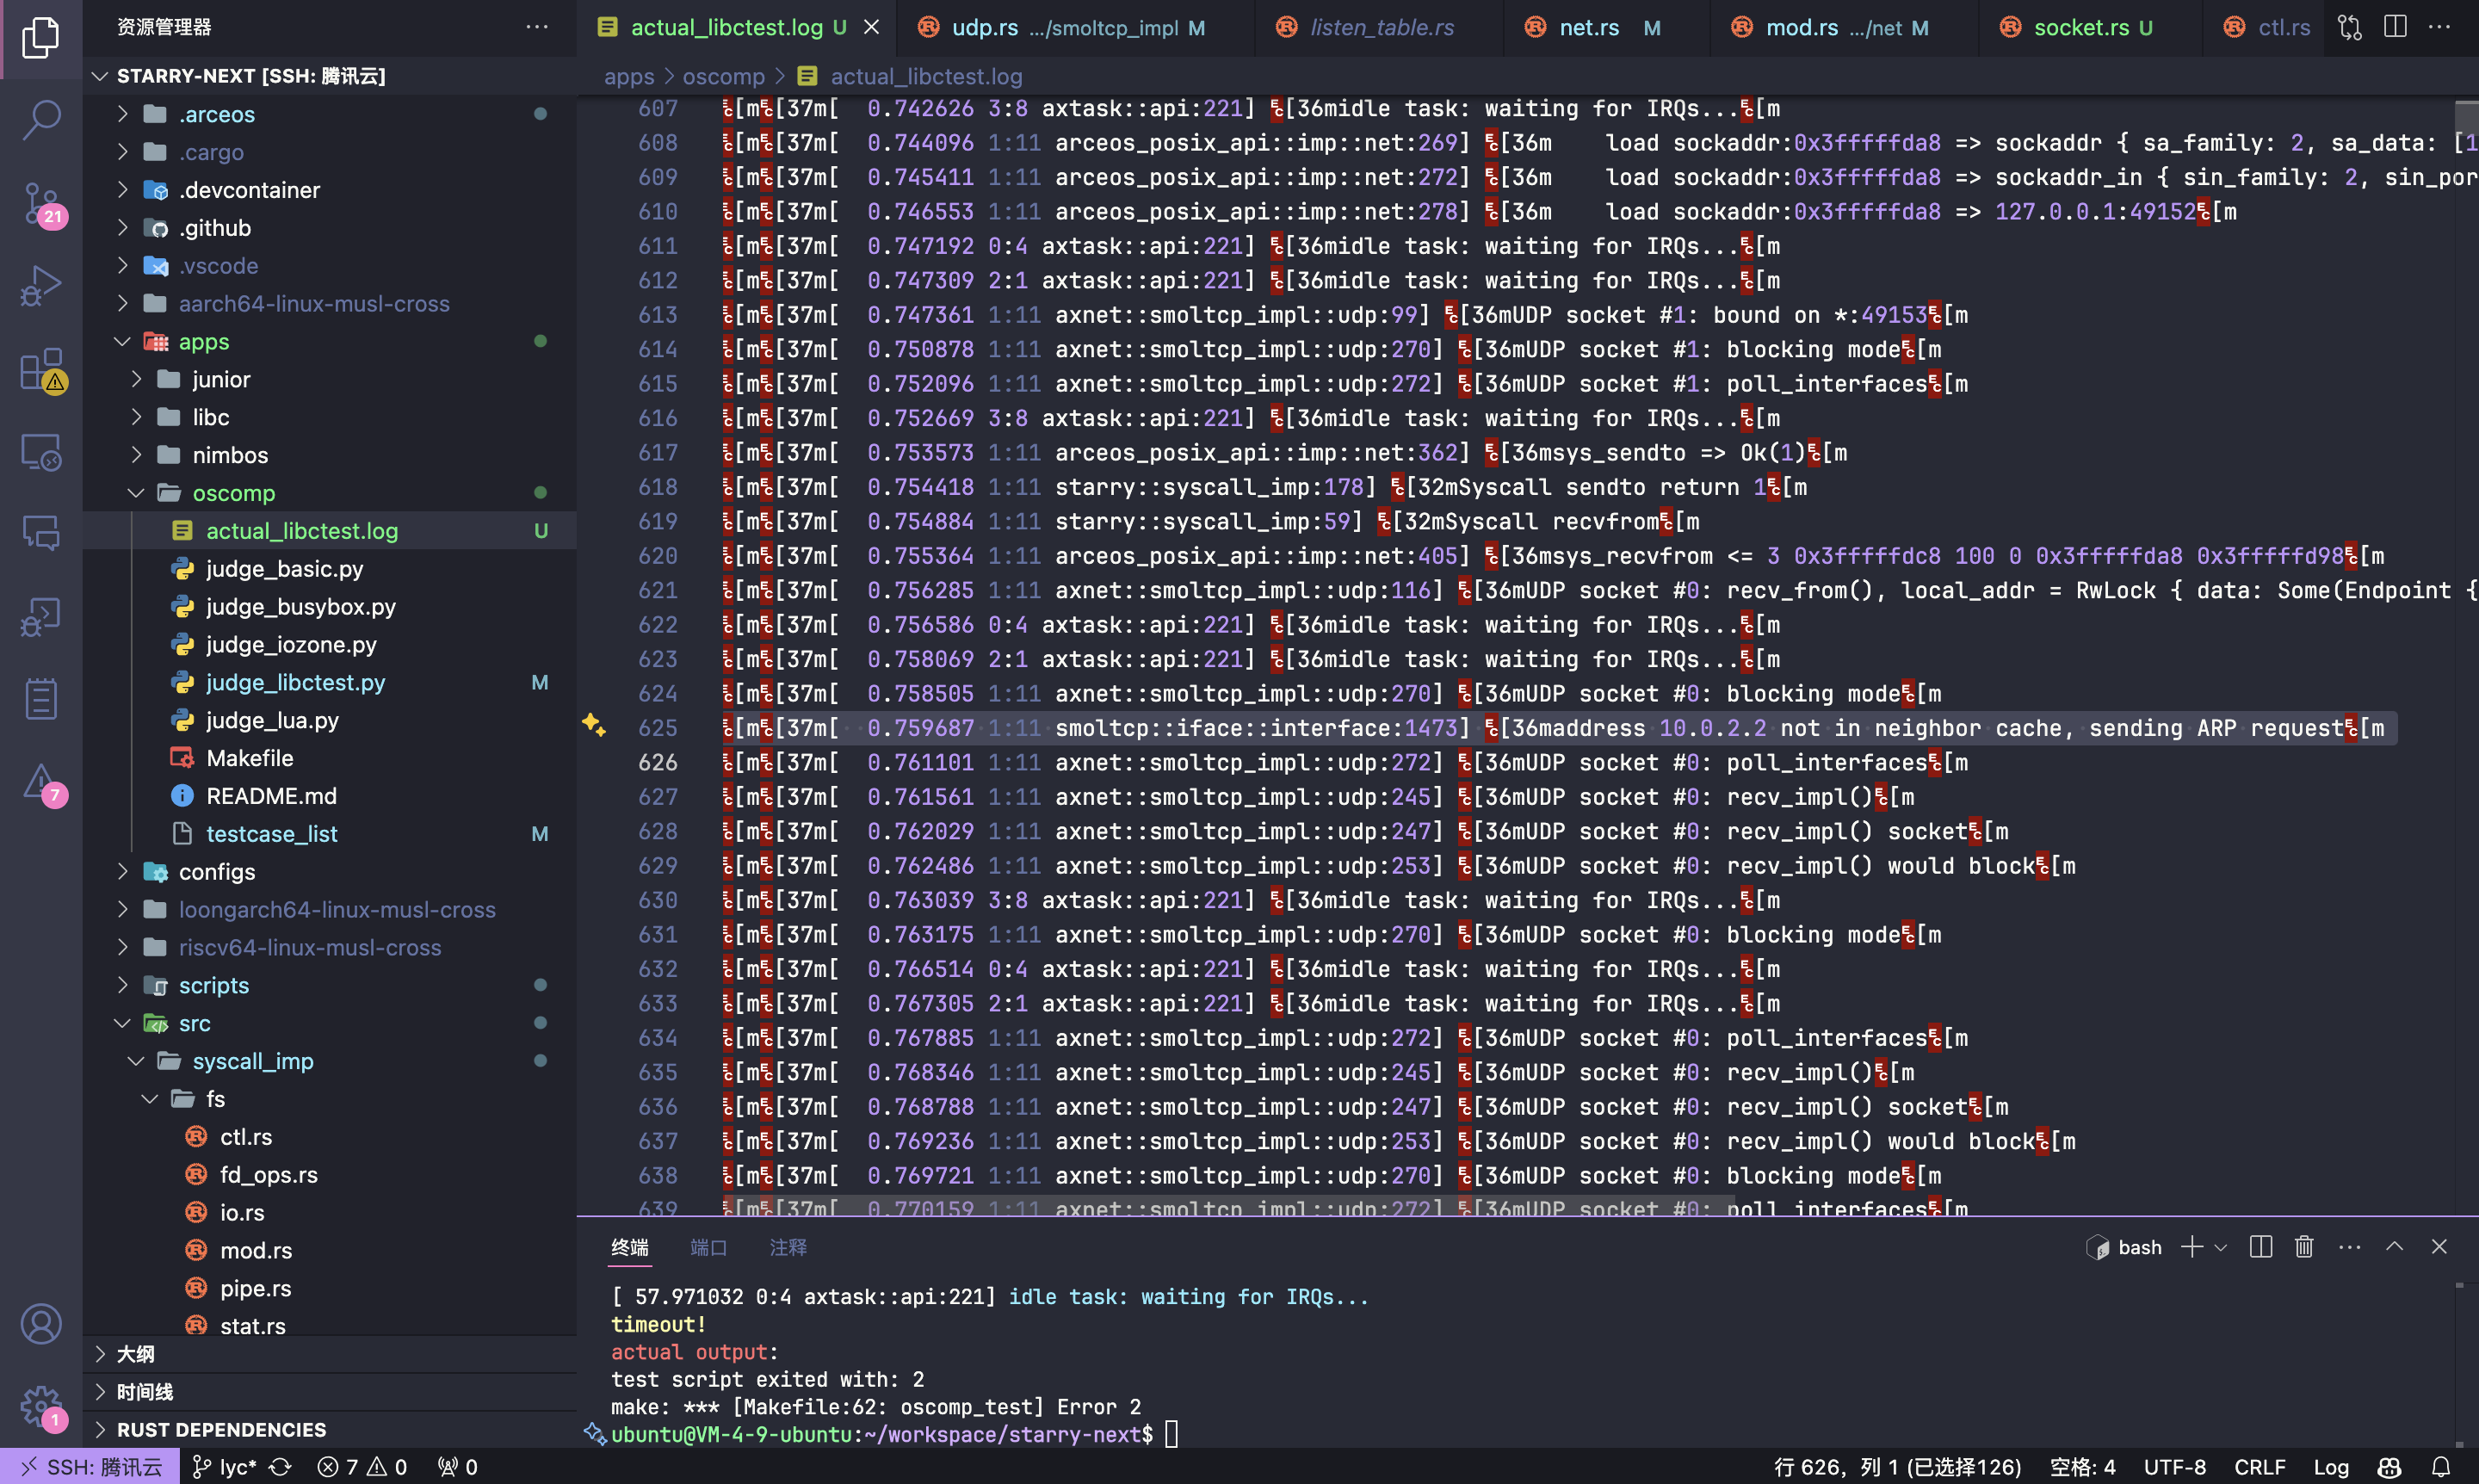 资源管理器
STARRY-NEXT [SSH: 腾讯云]
.arceos
.cargo
.devcontainer
.github
.vscode
aarch64-linux-musl-cross
apps
junior
libc
nimbos
oscomp
actual_libctest.log U
judge_basic.py
judge_busybox.py
judge_iozone.py
judge_libctest.py M
judge_lua.py
Makefile
README.md
testcase_list M
configs
loongarch64-linux-musl-cross
riscv64-linux-musl-cross
scripts
src
syscall_imp
fs
ctl.rs
fd_ops.rs
io.rs
mod.rs
pipe.rs
stat.rs
大纲
时间线
RUST DEPENDENCIES
21
7
1
actual_libctest.log U
udp.rs .../smoltcp_impl M
listen_table.rs
net.rs M
mod.rs .../net M
socket.rs U
ctl.rs
apps > oscomp > actual_libctest.log
607 [m[37m[  0.742626 3:8 axtask::api:221] [36midle task: waiting for IRQs...[m
608 [m[37m[  0.744096 1:11 arceos_posix_api::imp::net:269] [36m    load sockaddr:0x3fffffda8 => sockaddr { sa_family: 2, sa_data: [1
609 [m[37m[  0.745411 1:11 arceos_posix_api::imp::net:272] [36m    load sockaddr:0x3fffffda8 => sockaddr_in { sin_family: 2, sin_por
610 [m[37m[  0.746553 1:11 arceos_posix_api::imp::net:278] [36m    load sockaddr:0x3fffffda8 => 127.0.0.1:49152[m
611 [m[37m[  0.747192 0:4 axtask::api:221] [36midle task: waiting for IRQs...[m
612 [m[37m[  0.747309 2:1 axtask::api:221] [36midle task: waiting for IRQs...[m
613 [m[37m[  0.747361 1:11 axnet::smoltcp_impl::udp:99] [36mUDP socket #1: bound on *:49153[m
614 [m[37m[  0.750878 1:11 axnet::smoltcp_impl::udp:270] [36mUDP socket #1: blocking mode[m
615 [m[37m[  0.752096 1:11 axnet::smoltcp_impl::udp:272] [36mUDP socket #1: poll_interfaces[m
616 [m[37m[  0.752669 3:8 axtask::api:221] [36midle task: waiting for IRQs...[m
617 [m[37m[  0.753573 1:11 arceos_posix_api::imp::net:362] [36msys_sendto => Ok(1)[m
618 [m[37m[  0.754418 1:11 starry::syscall_imp:178] [32mSyscall sendto return 1[m
619 [m[37m[  0.754884 1:11 starry::syscall_imp:59] [32mSyscall recvfrom[m
620 [m[37m[  0.755364 1:11 arceos_posix_api::imp::net:405] [36msys_recvfrom <= 3 0x3fffffdc8 100 0 0x3fffffda8 0x3fffffd98[m
621 [m[37m[  0.756285 1:11 axnet::smoltcp_impl::udp:116] [36mUDP socket #0: recv_from(), local_addr = RwLock { data: Some(Endpoint {
622 [m[37m[  0.756586 0:4 axtask::api:221] [36midle task: waiting for IRQs...[m
623 [m[37m[  0.758069 2:1 axtask::api:221] [36midle task: waiting for IRQs...[m
624 [m[37m[  0.758505 1:11 axnet::smoltcp_impl::udp:270] [36mUDP socket #0: blocking mode[m
625 [m[37m[  0.759687 1:11 smoltcp::iface::interface:1473] [36maddress 10.0.2.2 not in neighbor cache, sending ARP request[m
626 [m[37m[  0.761101 1:11 axnet::smoltcp_impl::udp:272] [36mUDP socket #0: poll_interfaces[m
627 [m[37m[  0.761561 1:11 axnet::smoltcp_impl::udp:245] [36mUDP socket #0: recv_impl()[m
628 [m[37m[  0.762029 1:11 axnet::smoltcp_impl::udp:247] [36mUDP socket #0: recv_impl() socket[m
629 [m[37m[  0.762486 1:11 axnet::smoltcp_impl::udp:253] [36mUDP socket #0: recv_impl() would block[m
630 [m[37m[  0.763039 3:8 axtask::api:221] [36midle task: waiting for IRQs...[m
631 [m[37m[  0.763175 1:11 axnet::smoltcp_impl::udp:270] [36mUDP socket #0: blocking mode[m
632 [m[37m[  0.766514 0:4 axtask::api:221] [36midle task: waiting for IRQs...[m
633 [m[37m[  0.767305 2:1 axtask::api:221] [36midle task: waiting for IRQs...[m
634 [m[37m[  0.767885 1:11 axnet::smoltcp_impl::udp:272] [36mUDP socket #0: poll_interfaces[m
635 [m[37m[  0.768346 1:11 axnet::smoltcp_impl::udp:245] [36mUDP socket #0: recv_impl()[m
636 [m[37m[  0.768788 1:11 axnet::smoltcp_impl::udp:247] [36mUDP socket #0: recv_impl() socket[m
637 [m[37m[  0.769236 1:11 axnet::smoltcp_impl::udp:253] [36mUDP socket #0: recv_impl() would block[m
638 [m[37m[  0.769721 1:11 axnet::smoltcp_impl::udp:270] [36mUDP socket #0: blocking mode[m
639 [m[37m[  0.770159 1:11 axnet::smoltcp_impl::udp:272] [36mUDP socket #0: poll_interfaces[m
终端 端口 注释
bash
[ 57.971032 0:4 axtask::api:221] idle task: waiting for IRQs...
timeout!
actual output:
test script exited with: 2
make: *** [Makefile:62: oscomp_test] Error 2
ubuntu@VM-4-9-ubuntu:~/workspace/starry-next$
SSH: 腾讯云 lyc* 7 0 0 行 626，列 1 (已选择126) 空格: 4 UTF-8 CRLF Log